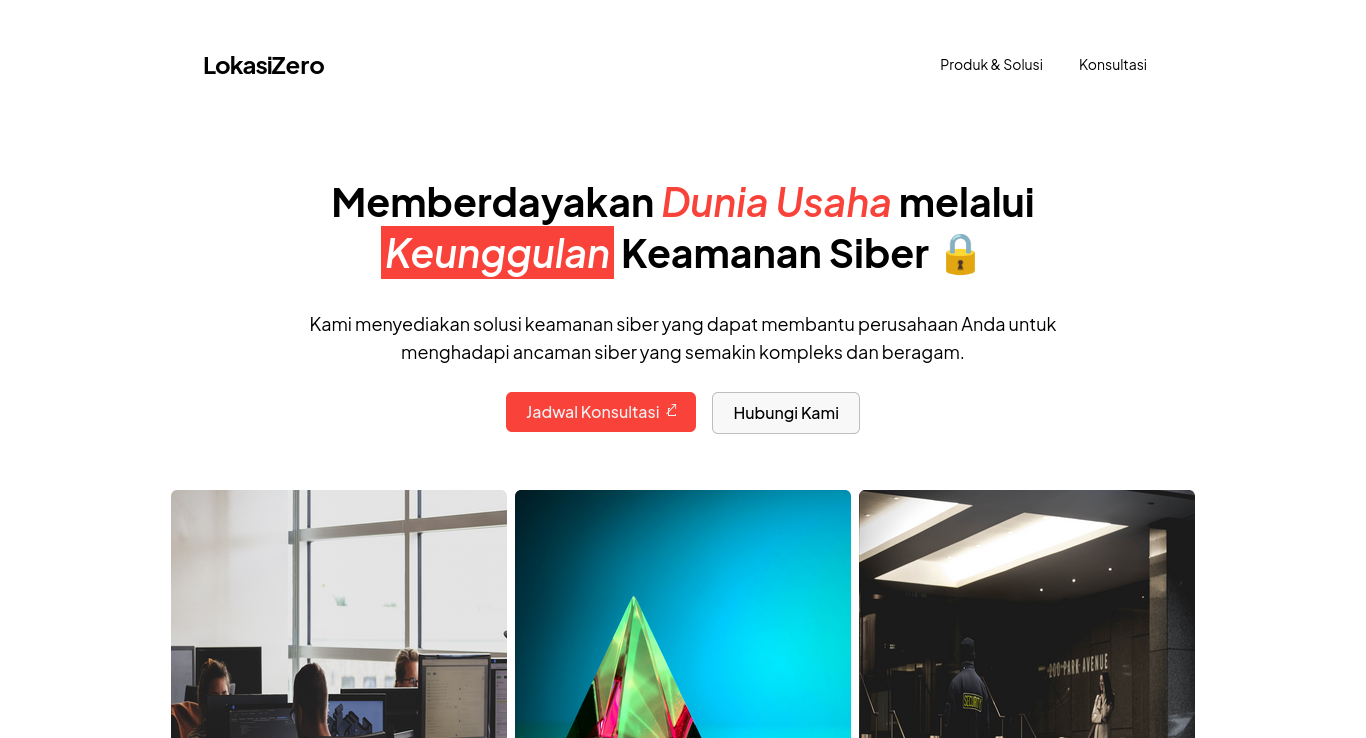 LokasiZero
Produk & Solusi
Konsultasi
Memberdayakan Dunia Usaha melalui
Keunggulan Keamanan Siber 🔒
Kami menyediakan solusi keamanan siber yang dapat membantu perusahaan Anda untuk
menghadapi ancaman siber yang semakin kompleks dan beragam.
Jadwal Konsultasi
Hubungi Kami
PARK AVENUE
SECURITY